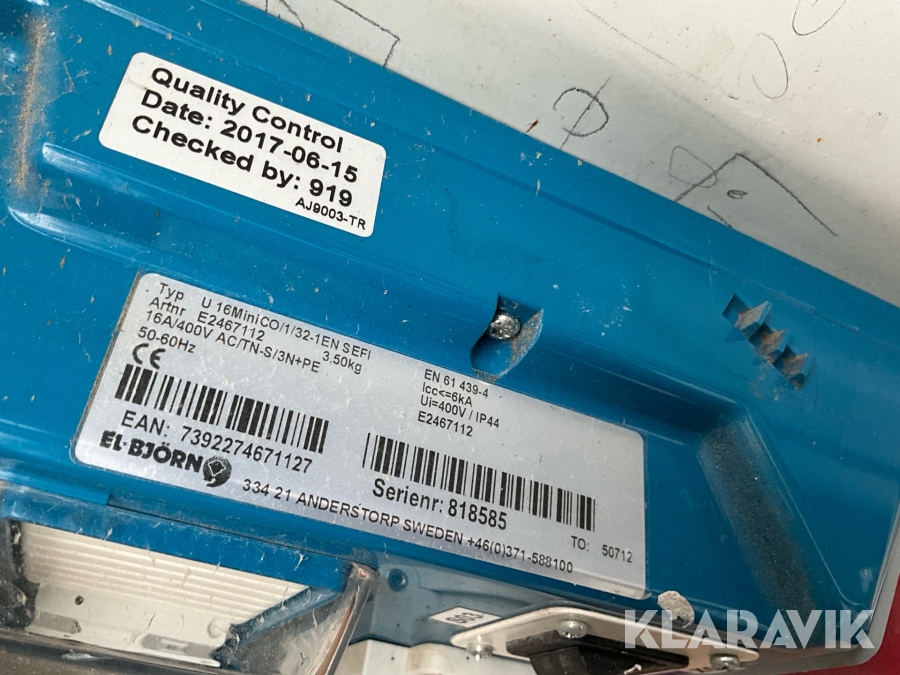 Quality Control
Date: 2017-06-15
Checked by: 919
AJ9003-TR
Typ U 16MiniCO/1/32-1EN SEFI
Artnr E2467112 3,50kg
16A/400V AC/TN-S/3N+PE
50-60Hz
CE
EN 61 439-4
Icc<=6kA
Ui=400V / IP44
E2467112
EAN: 7392274671127
EL-BJÖRN
Serienr: 818585
334 21 ANDERSTORP SWEDEN +46(0)371-588100
TO: 50712
KLARAVIK